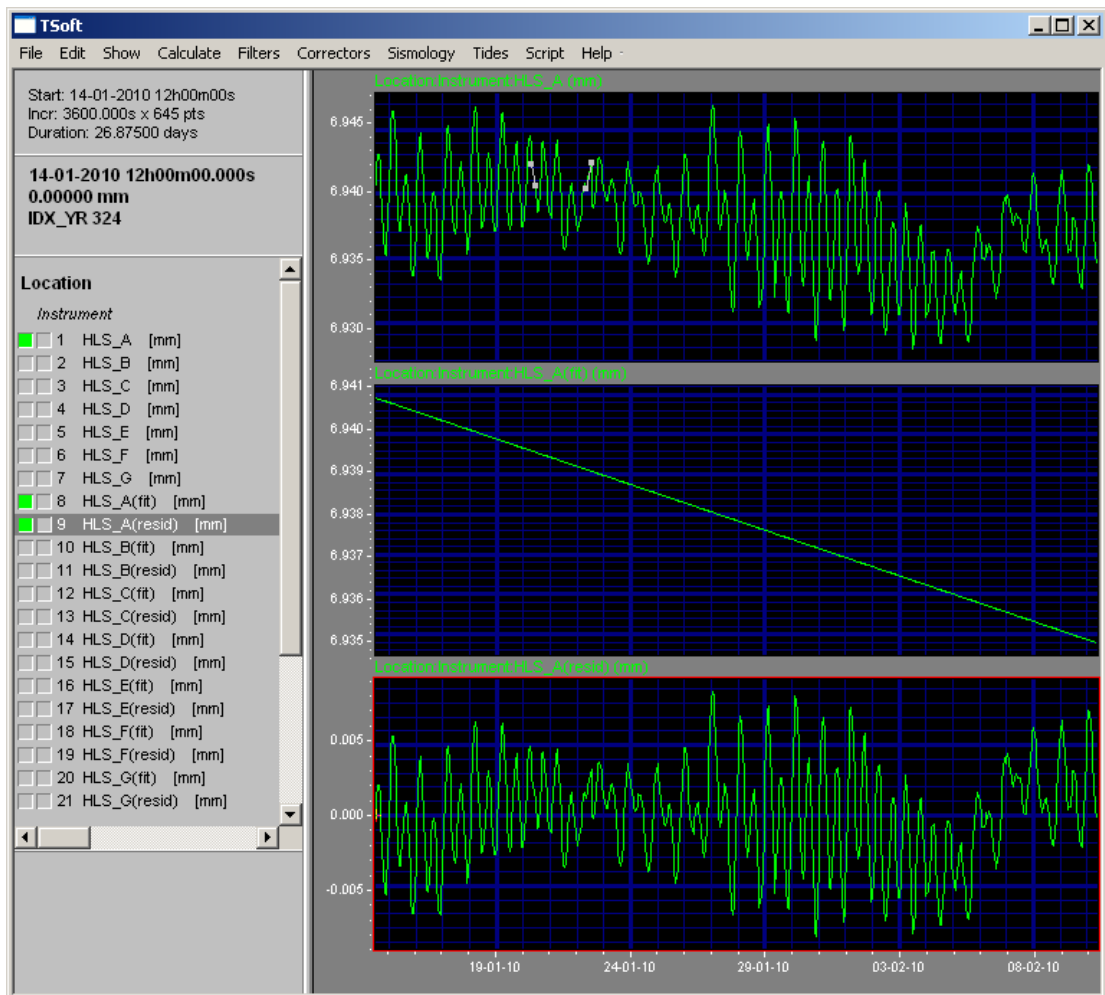 TSoft
File Edit Show Calculate Filters Correctors Sismology Tides Script Help
Start: 14-01-2010 12h00m00s
Incr: 3600.000s x 645 pts
Duration: 26.87500 days
14-01-2010 12h00m00.000s
0.00000 mm
IDX_YR 324
Location
Instrument
1 HLS_A [mm]
2 HLS_B [mm]
3 HLS_C [mm]
4 HLS_D [mm]
5 HLS_E [mm]
6 HLS_F [mm]
7 HLS_G [mm]
8 HLS_A(fit) [mm]
9 HLS_A(resid) [mm]
10 HLS_B(fit) [mm]
11 HLS_B(resid) [mm]
12 HLS_C(fit) [mm]
13 HLS_C(resid) [mm]
14 HLS_D(fit) [mm]
15 HLS_D(resid) [mm]
16 HLS_E(fit) [mm]
17 HLS_E(resid) [mm]
18 HLS_F(fit) [mm]
19 HLS_F(resid) [mm]
20 HLS_G(fit) [mm]
21 HLS_G(resid) [mm]
Location:Instrument:HLS_A (mm)
6.945
6.940
6.935
6.930
Location:Instrument:HLS_A(fit) (mm)
6.941
6.940
6.939
6.938
6.937
6.936
6.935
Location:Instrument:HLS_A(resid) (mm)
0.005
0.000
-0.005
19-01-10 24-01-10 29-01-10 03-02-10 08-02-10